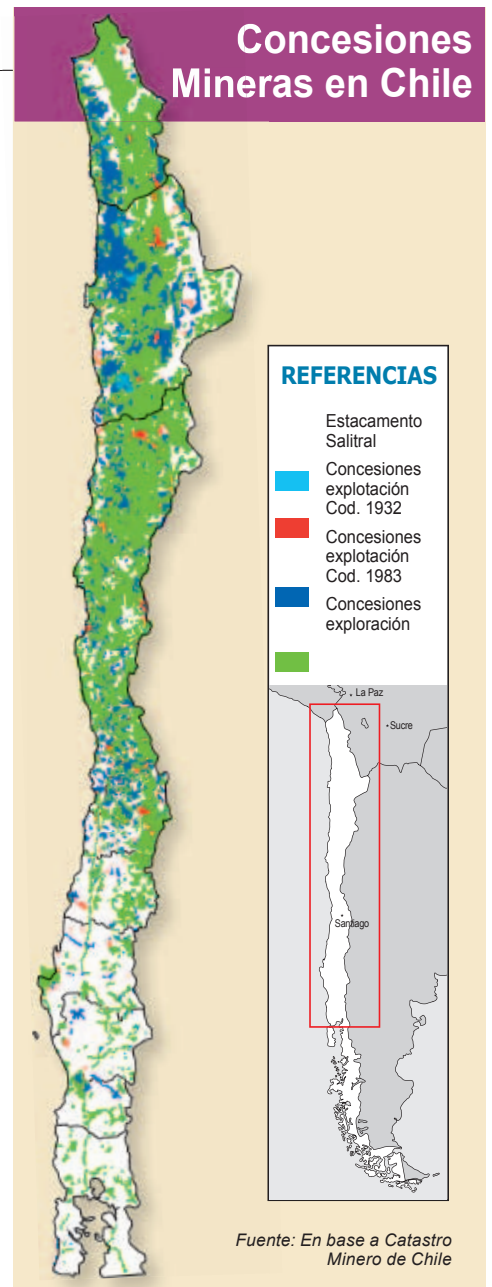 Concesiones
Mineras en Chile
REFERENCIAS
Estacamento
Salitral
Concesiones
explotación
Cod. 1932
Concesiones
explotación
Cod. 1983
Concesiones
exploración
La Paz
Sucre
Santiago
Fuente: En base a Catastro
Minero de Chile